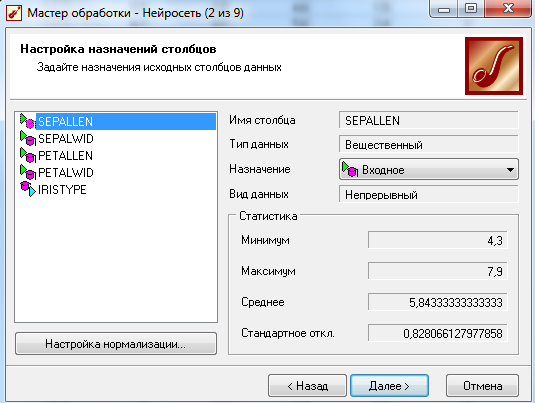 Мастер обработки - Нейросеть (2 из 9)
Настройка назначений столбцов
Задайте назначения исходных столбцов данных
SEPALLEN
SEPALWID
PETALLEN
PETALWID
IRISTYPE
Настройка нормализации...
Имя столбца SEPALLEN
Тип данных Вещественный
Назначение Входное
Вид данных Непрерывный
Статистика
Минимум 4,3
Максимум 7,9
Среднее 5,84333333333333
Стандартное откл. 0,828066127977858
< Назад Далее > Отмена